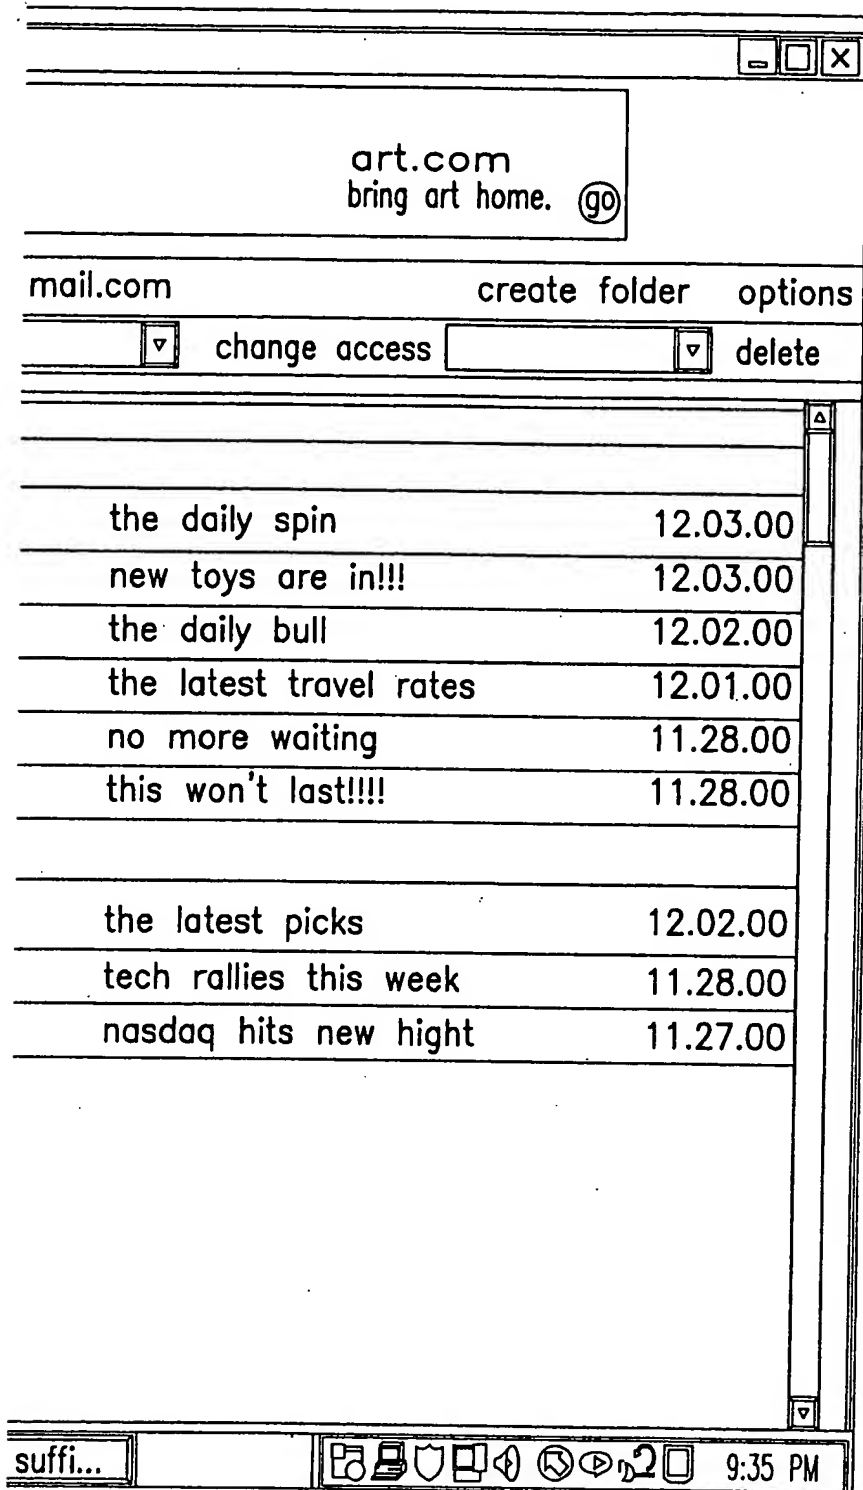 art.com
bring art home. go
mail.com create folder options
change access delete
the daily spin 12.03.00
new toys are in!!! 12.03.00
the daily bull 12.02.00
the latest travel rates 12.01.00
no more waiting 11.28.00
this won't last!!!! 11.28.00
the latest picks 12.02.00
tech rallies this week 11.28.00
nasdaq hits new hight 11.27.00
suffi... 9:35 PM